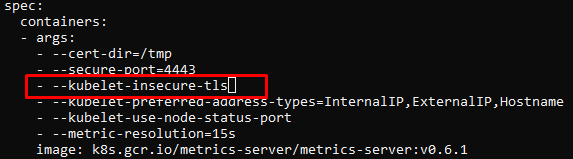 spec:
containers:
- args:
- --cert-dir=/tmp
- --secure-port=4443
- --kubelet-insecure-tls
- --kubelet-preferred-address-types=InternalIP,ExternalIP,Hostname
- --kubelet-use-node-status-port
- --metric-resolution=15s
image: k8s.gcr.io/metrics-server/metrics-server:v0.6.1